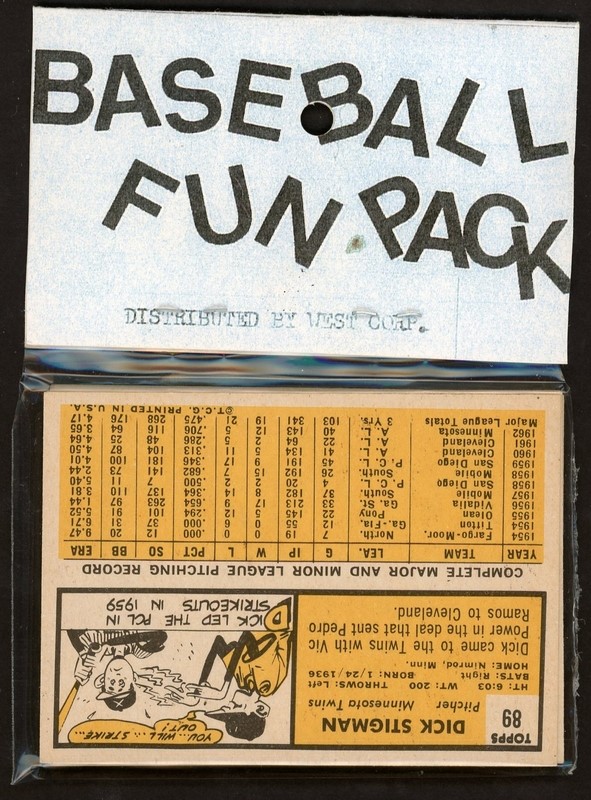 BASEBALL
FUN PACK
DISTRIBUTED BY WEST CORP.
TOPPS
89
DICK STIGMAN
Pitcher Minnesota Twins
HT: 6:03 WT: 200 THROWS: Left
BATS: Right BORN: 1/24/1936
HOME: Nimrod, Minn.
Dick came to the Twins with Vic
Power in the deal that sent Pedro
Ramos to Cleveland.
YOU... WILL... STRIKE...
OUT!
DICK LED THE PCL IN
STRIKEOUTS IN 1959
COMPLETE MAJOR AND MINOR LEAGUE PITCHING RECORD
YEAR TEAM LEA. G IP W L PCT SO BB ERA
1954 Fargo-Moor. North. .000 12 20 9.47
1954 Tifton Ga.-Fla. 12 55 0 6 .000 37 31 6.71
1955 Olean Pony 22 145 5 12 .294 101 91 5.52
1956 Vidalia Ga. St. 33 213 17 9 .654 263 97 1.44
1957 Mobile South. 37 182 8 14 .364 137 110 3.81
1958 San Diego P. C. L. 4 20 2 2 .500 7 11 5.40
1958 Mobile South. 26 192 15 7 .682 141 73 2.44
1959 San Diego P. C. L. 45 191 9 17 .346 181 100 4.01
1960 Cleveland A. L. 41 134 5 11 .313 104 87 4.50
1961 Cleveland A. L. 22 64 2 5 .286 48 25 4.64
1962 Minnesota A. L. 40 143 12 5 .706 116 64 3.65
Major League Totals 3 Yrs. 103 341 19 21 .475 268 176 4.17
©T.C.G. PRINTED IN U.S.A.